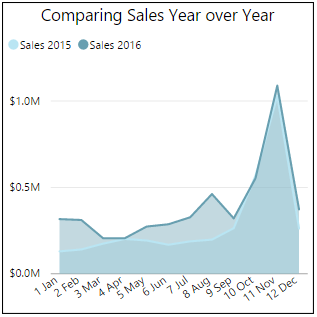 Comparing Sales Year over Year
Sales 2015 Sales 2016
$1.0M
$0.5M
$0.0M
1 Jan
2 Feb
3 Mar
4 Apr
5 May
6 Jun
7 Jul
8 Aug
9 Sep
10 Oct
11 Nov
12 Dec